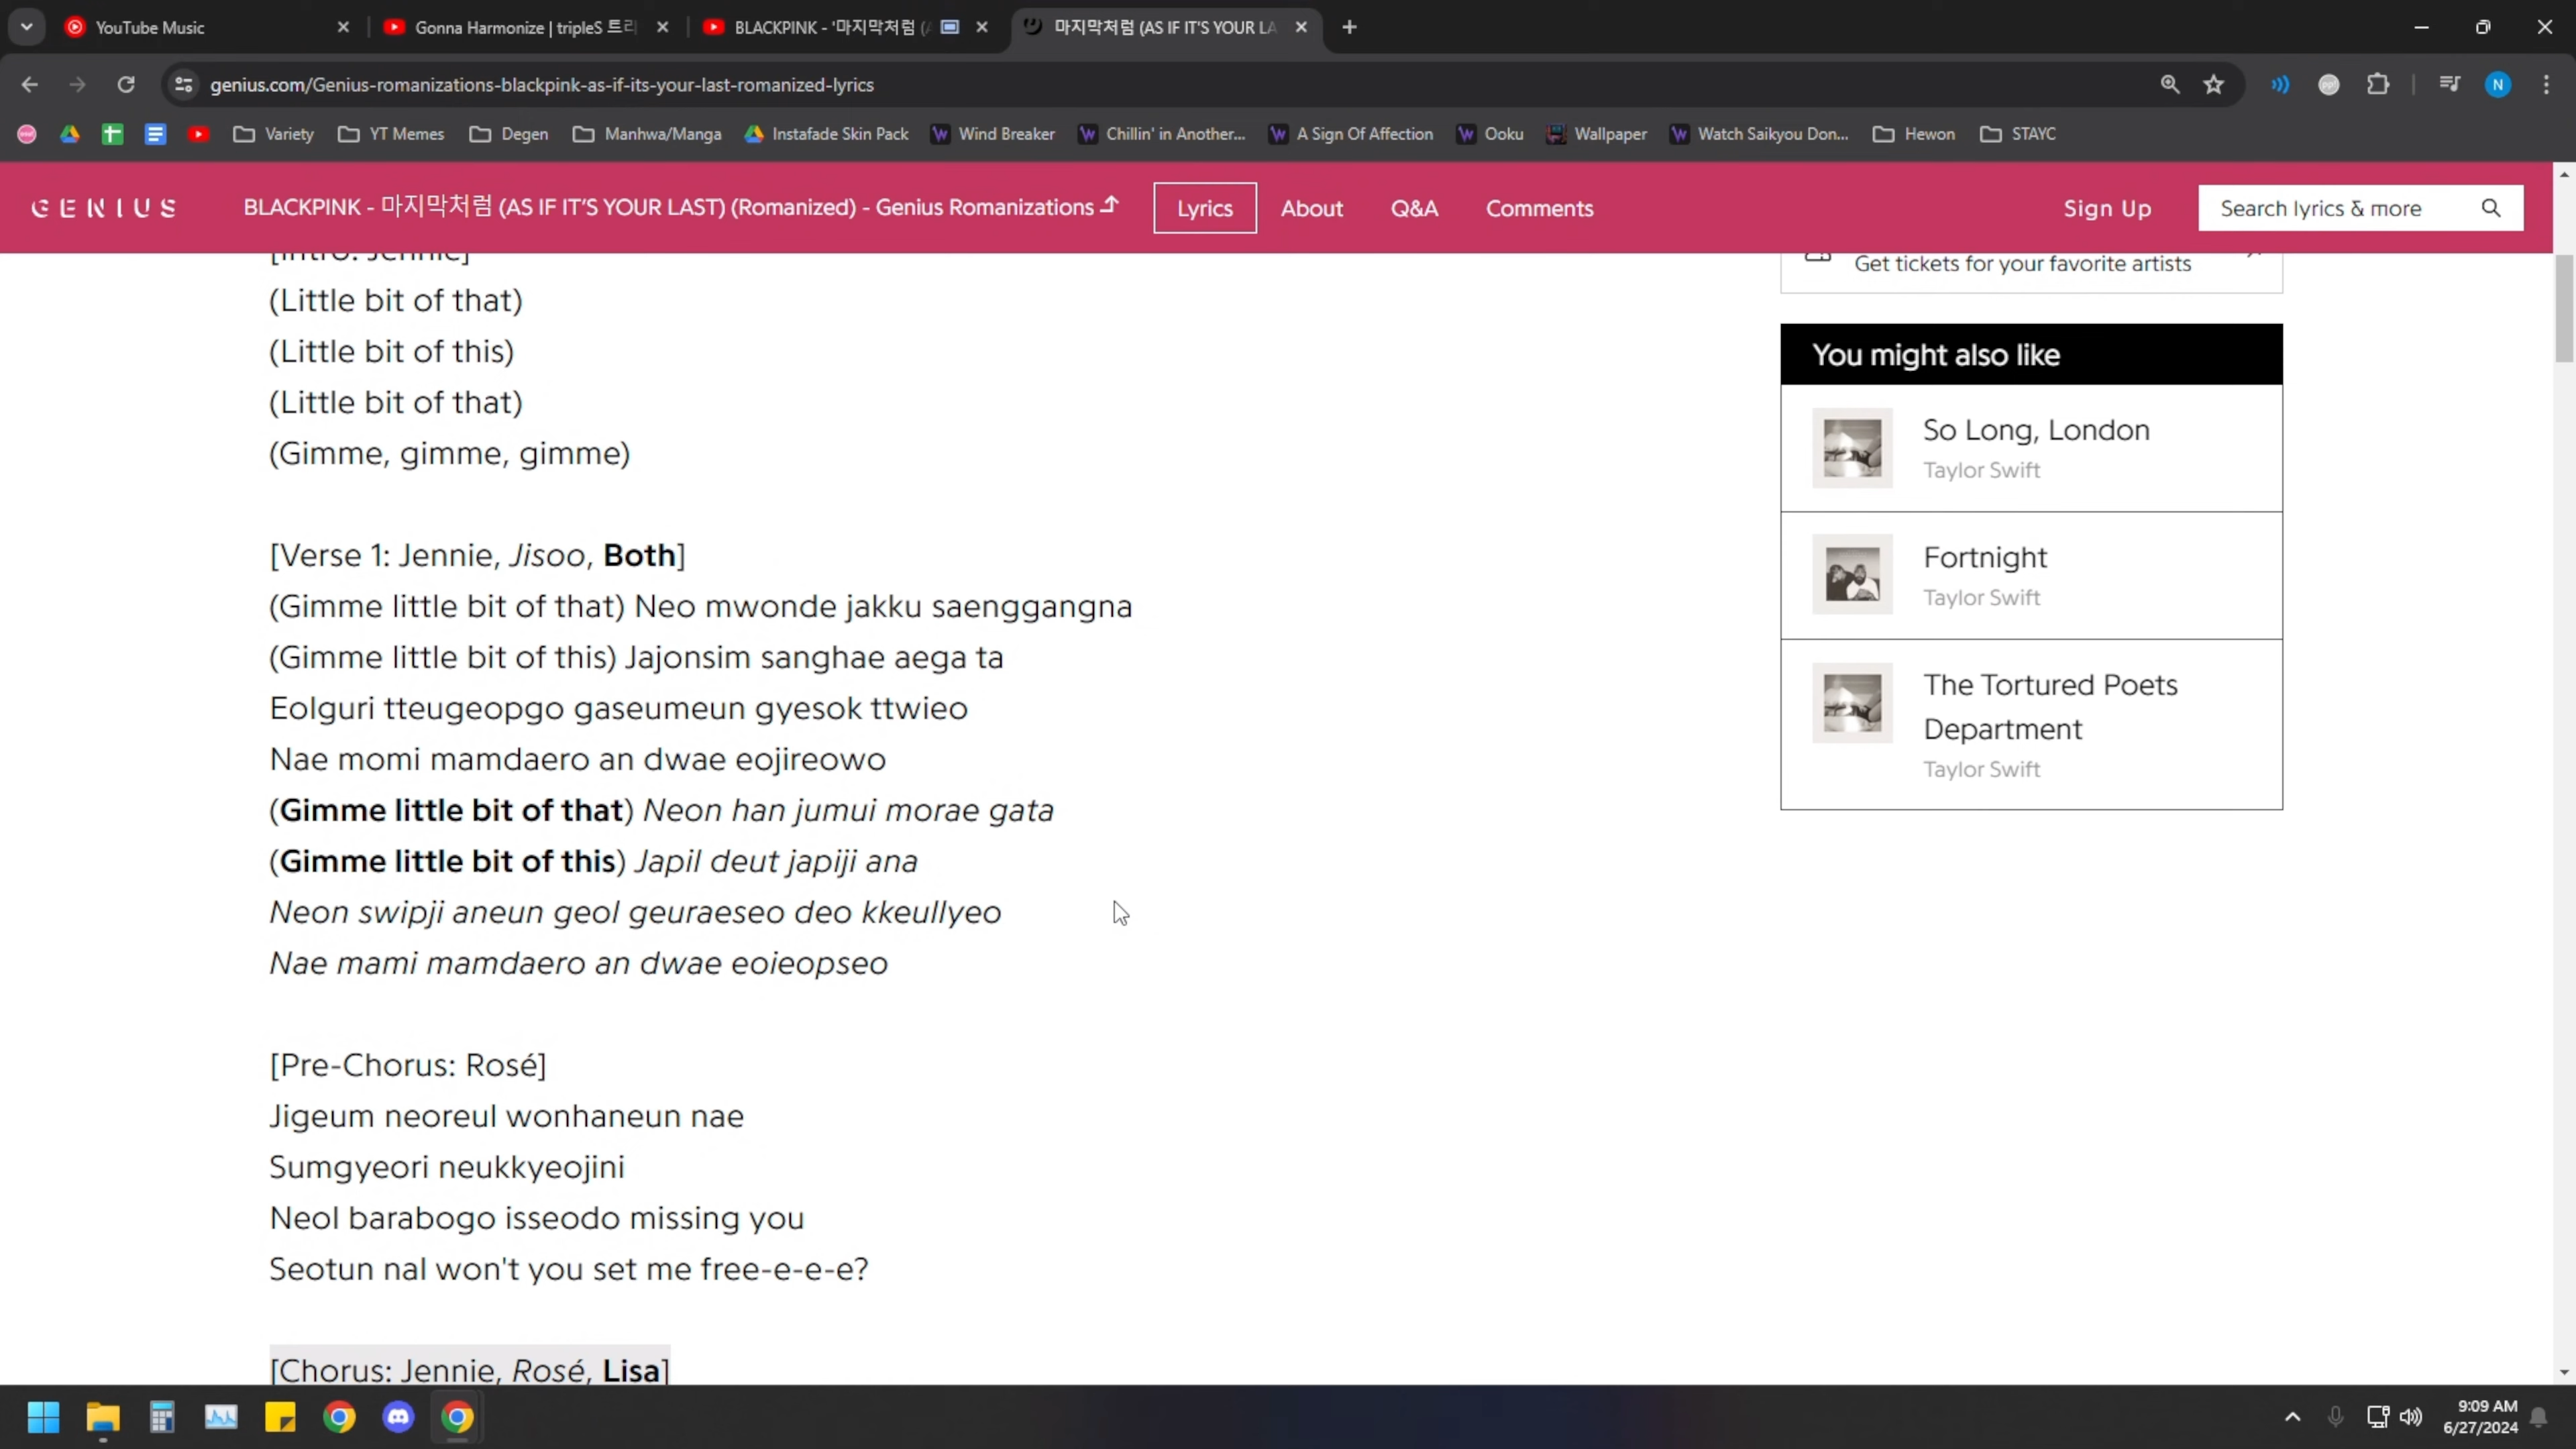 YouTube Music
Gonna Harmonize | tripleS 트리
BLACKPINK - '마지막처럼 (
마지막처럼 (AS IF IT'S YOUR LA
genius.com/Genius-romanizations-blackpink-as-if-its-your-last-romanized-lyrics
N
Variety YT Memes Degen Manhwa/Manga Instafade Skin Pack Wind Breaker Chillin' in Another... A Sign Of Affection Ooku Wallpaper Watch Saikyou Don... Hewon STAYC
GENIUS BLACKPINK - 마지막처럼 (AS IF IT'S YOUR LAST) (Romanized) - Genius Romanizations Lyrics About Q&A Comments Sign Up Search lyrics & more
[Intro: Jennie]
(Little bit of that)
(Little bit of this)
(Little bit of that)
(Gimme, gimme, gimme)
[Verse 1: Jennie, Jisoo, Both]
(Gimme little bit of that) Neo mwonde jakku saenggangna
(Gimme little bit of this) Jajonsim sanghae aega ta
Eolguri tteugeopgo gaseumeun gyesok ttwieo
Nae momi mamdaero an dwae eojireowo
(Gimme little bit of that) Neon han jumui morae gata
(Gimme little bit of this) Japil deut japiji ana
Neon swipji aneun geol geuraeseo deo kkeullyeo
Nae mami mamdaero an dwae eoieopseo
[Pre-Chorus: Rosé]
Jigeum neoreul wonhaneun nae
Sumgyeori neukkyeojini
Neol barabogo isseodo missing you
Seotun nal won't you set me free-e-e-e?
[Chorus: Jennie, Rosé, Lisa]
Get tickets for your favorite artists
You might also like
So Long, London
Taylor Swift
Fortnight
Taylor Swift
The Tortured Poets
Department
Taylor Swift
9:09 AM
6/27/2024